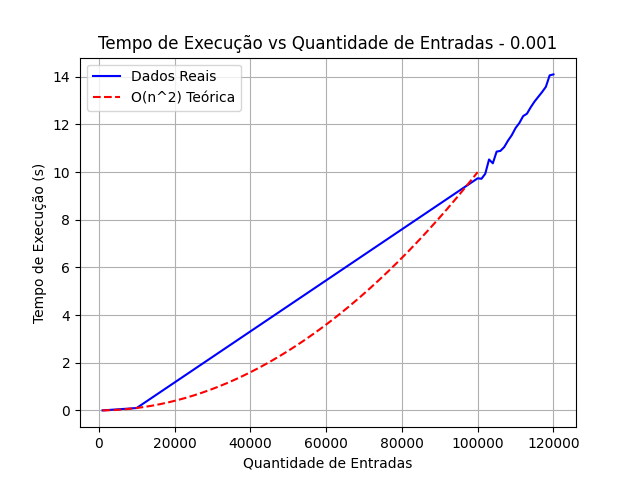 Tempo de Execução vs Quantidade de Entradas - 0.001
Dados Reais
O(n^2) Teórica
Tempo de Execução (s)
14
12
10
8
6
4
2
0
0 20000 40000 60000 80000 100000 120000
Quantidade de Entradas